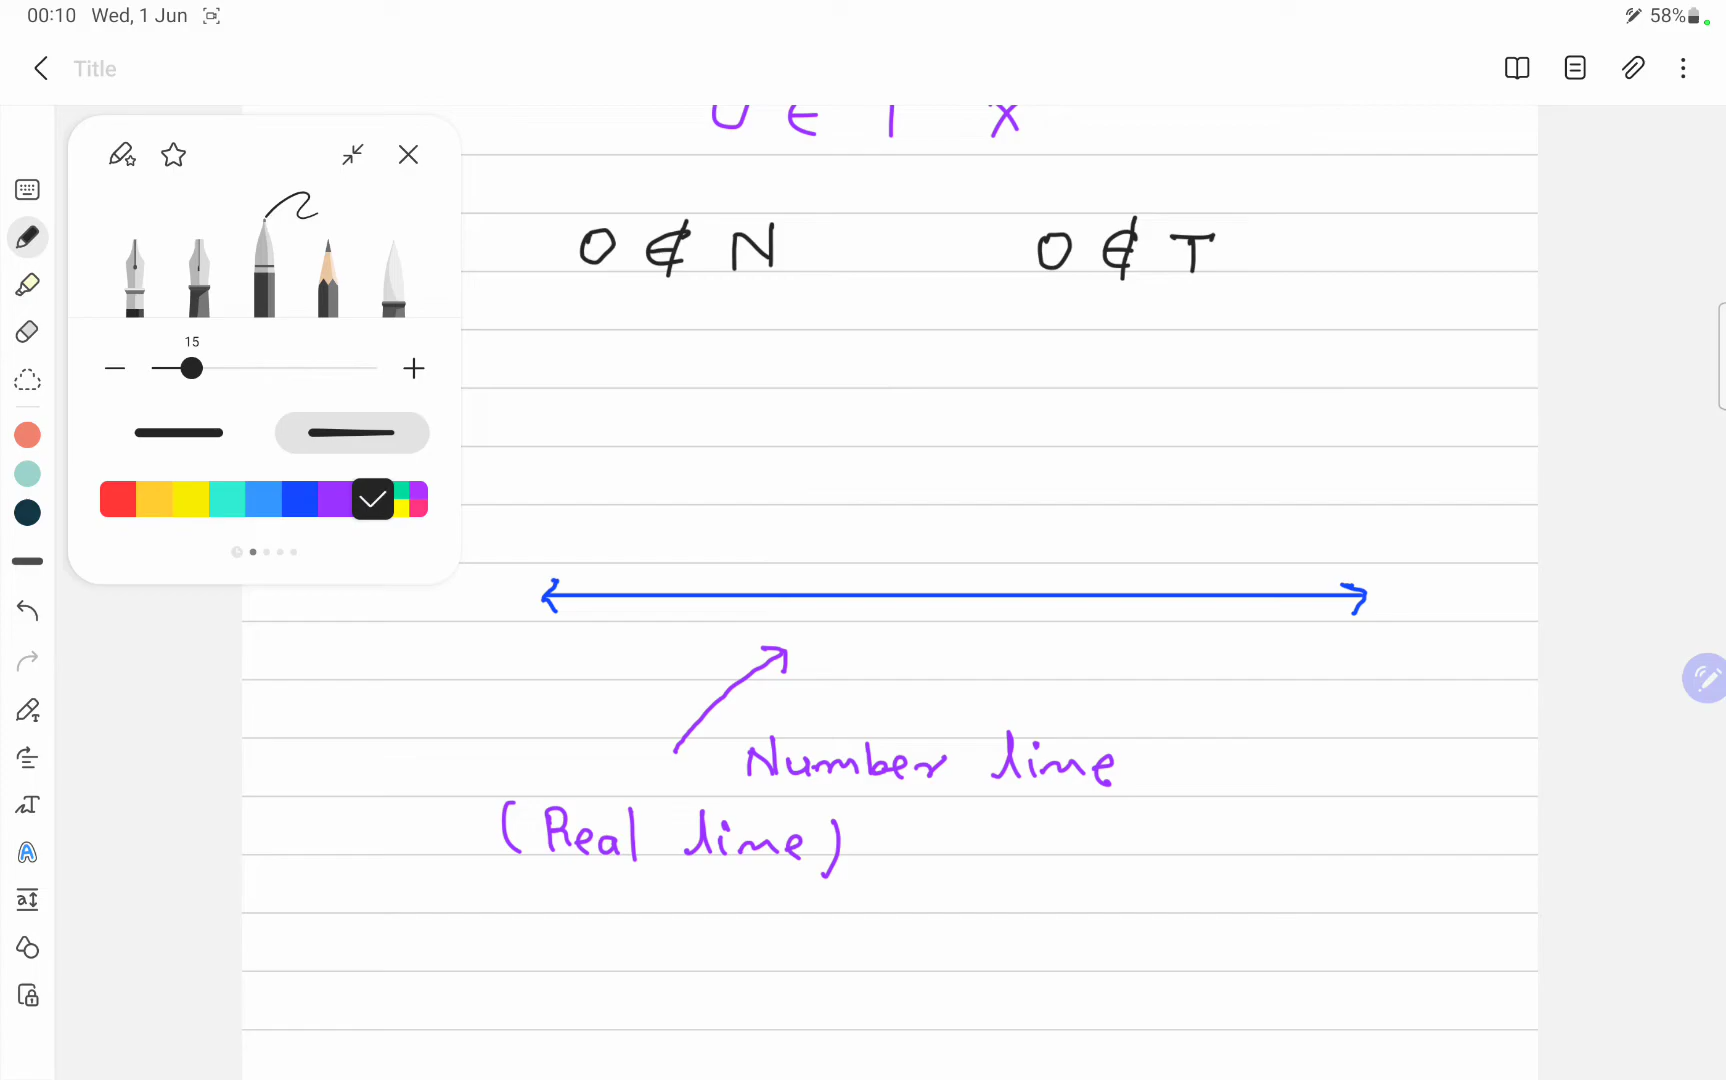 00:10 Wed, 1 Jun 58%
Title
0 ∉ N 0 ∉ T
15
Number line
(Real line)